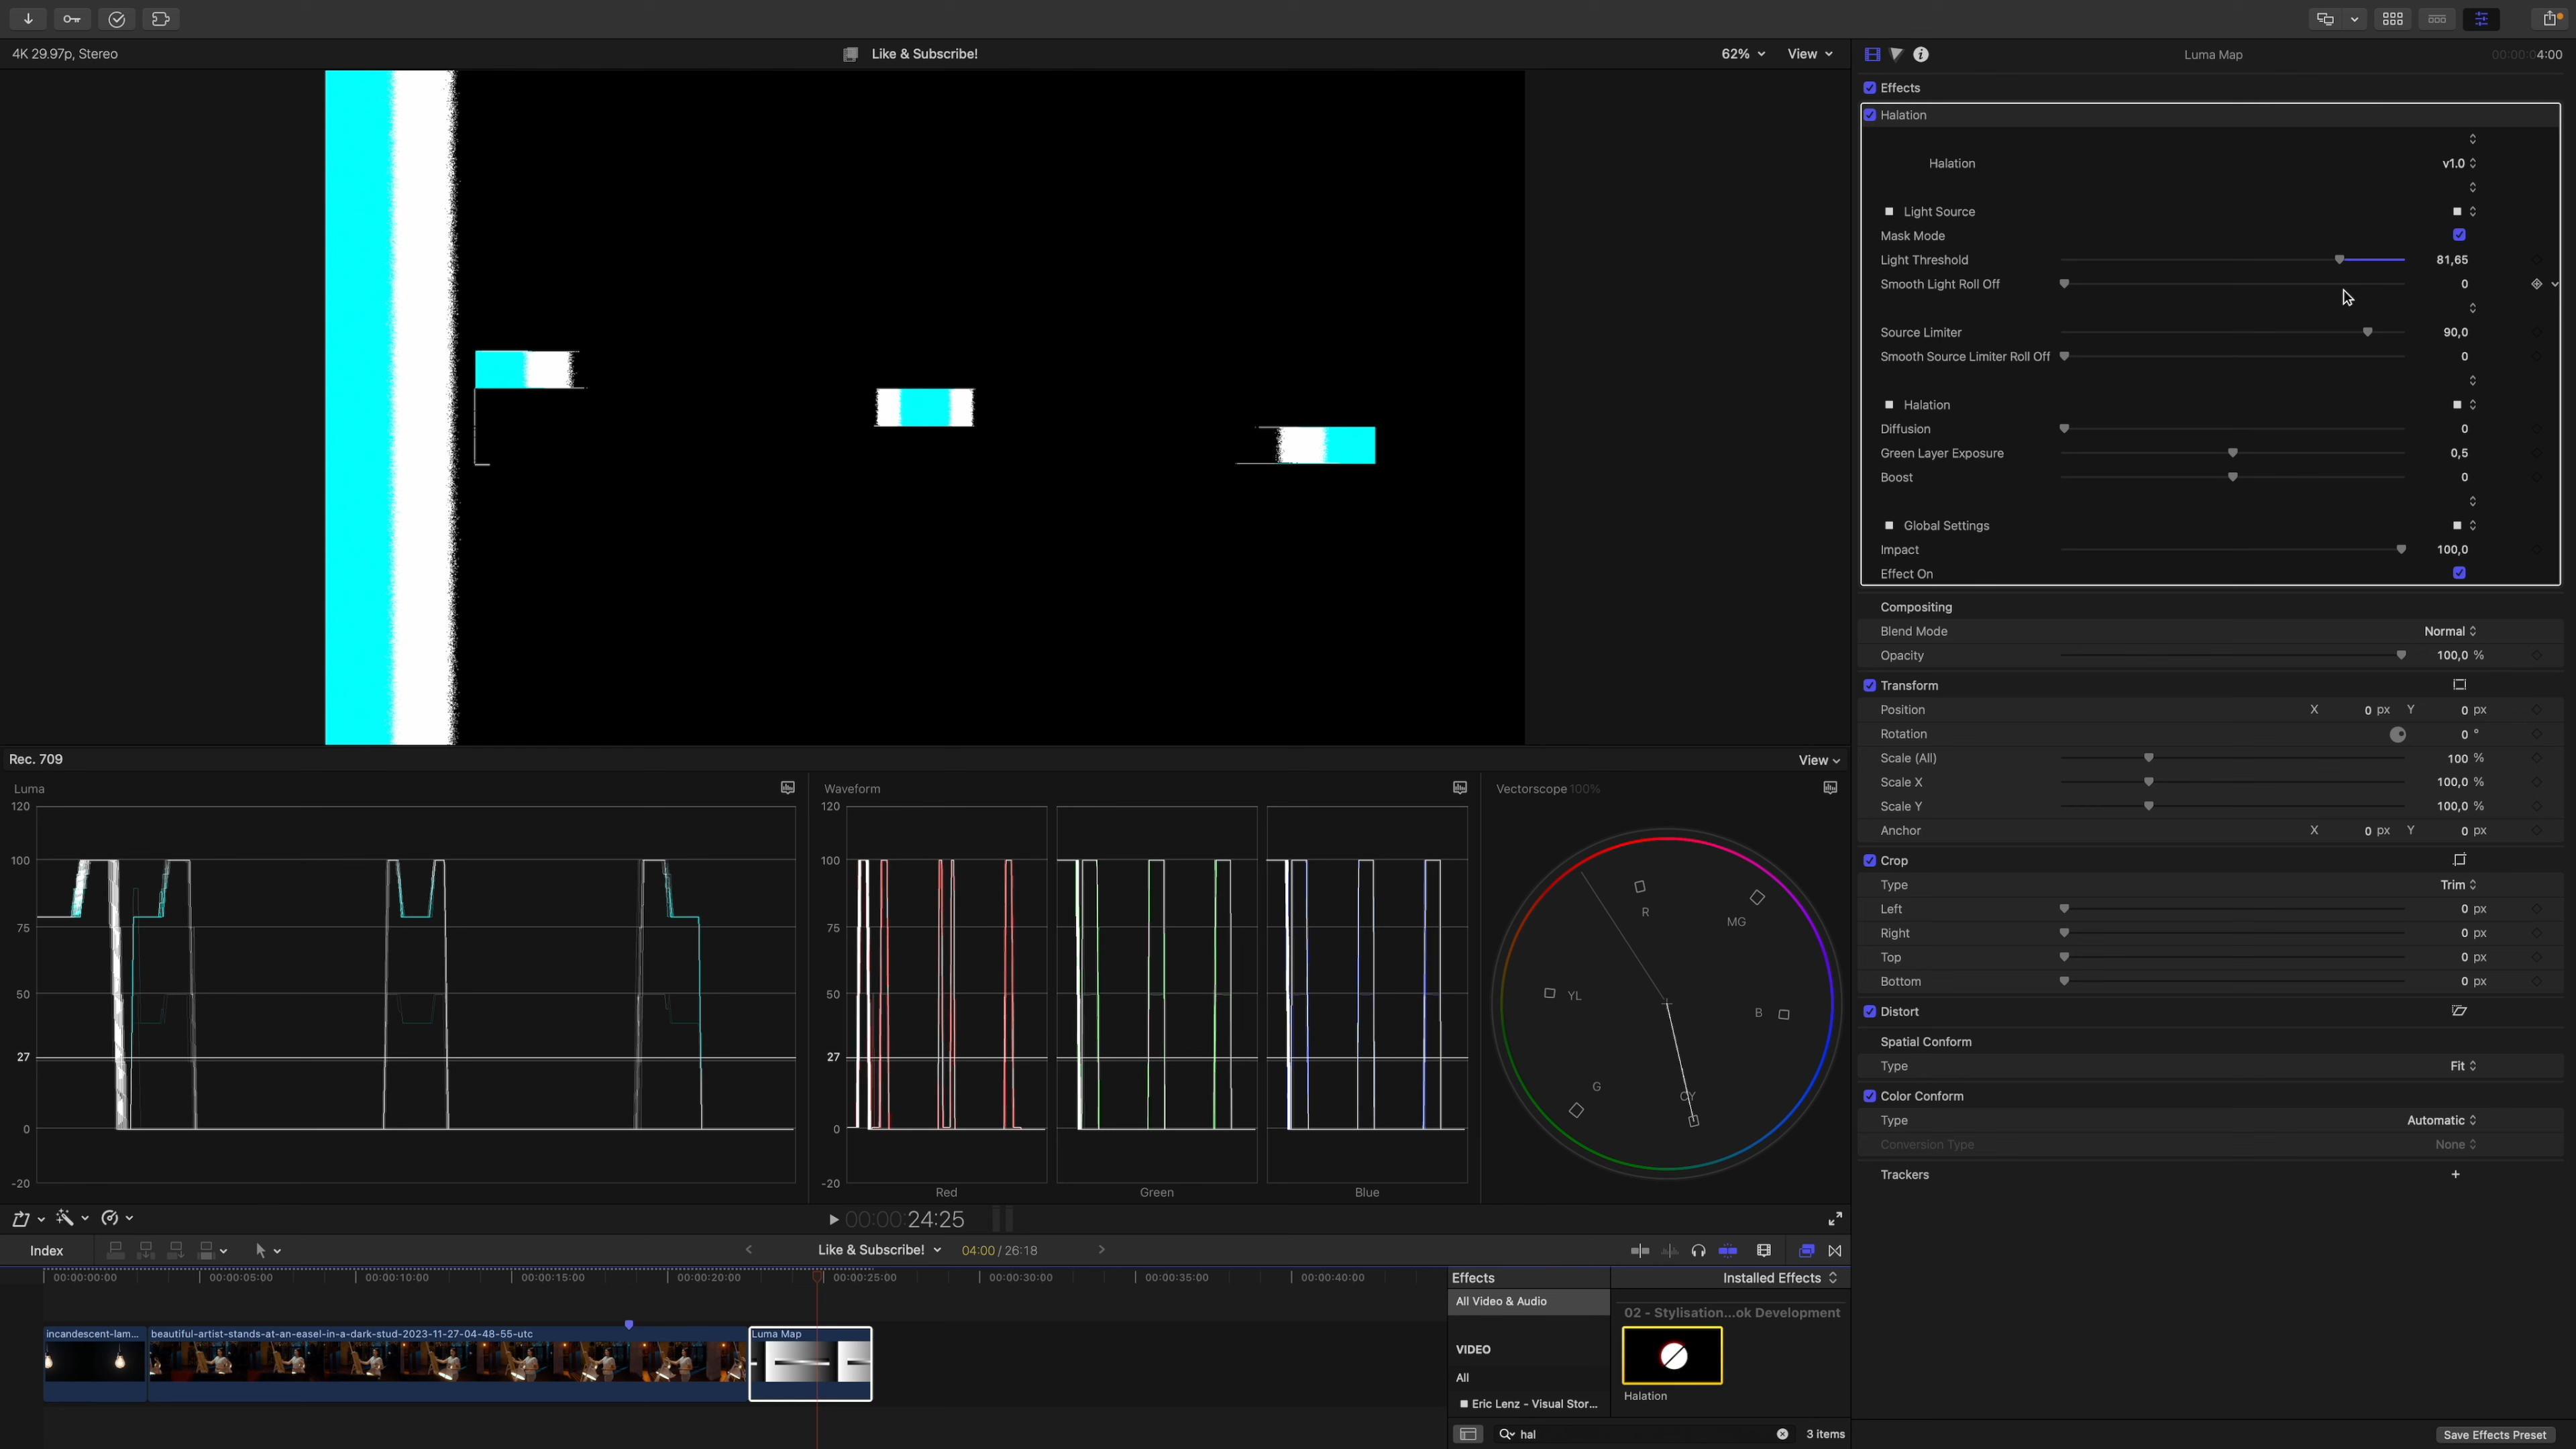 4K 29.97p, Stereo
Like & Subscribe!
62%
View
Luma Map
00:00:04:00
Effects
Halation
Halation
v1.0
Light Source
Mask Mode
Light Threshold
81,65
Smooth Light Roll Off
0
Source Limiter
90,0
Smooth Source Limiter Roll Off
0
Halation
Diffusion
0
Green Layer Exposure
0,5
Boost
0
Global Settings
Impact
100,0
Effect On
Compositing
Blend Mode
Normal
Opacity
100,0 %
Transform
Position
X 0 px Y 0 px
Rotation
0 °
Scale (All)
100 %
Scale X
100,0 %
Scale Y
100,0 %
Anchor
X 0 px Y 0 px
Crop
Type
Trim
Left
0 px
Right
0 px
Top
0 px
Bottom
0 px
Distort
Spatial Conform
Type
Fit
Color Conform
Type
Automatic
Conversion Type
None
Trackers
Save Effects Preset
Rec. 709
View
Luma
120
100
75
50
27
0
-20
Waveform
120
100
75
50
27
0
-20
Red
Green
Blue
Vectorscope 100%
R
MG
B
CY
G
YL
00:00:24:25
Index
Like & Subscribe!
04:00 / 26:18
00:00:00:00
00:00:05:00
00:00:10:00
00:00:15:00
00:00:20:00
00:00:25:00
00:00:30:00
00:00:35:00
00:00:40:00
incandescent-lam...
beautiful-artist-stands-at-an-easel-in-a-dark-stud-2023-11-27-04-48-55-utc
Luma Map
Effects
Installed Effects
All Video & Audio
VIDEO
All
Eric Lenz - Visual Stor...
02 - Stylisation...ok Development
Halation
hal
3 items